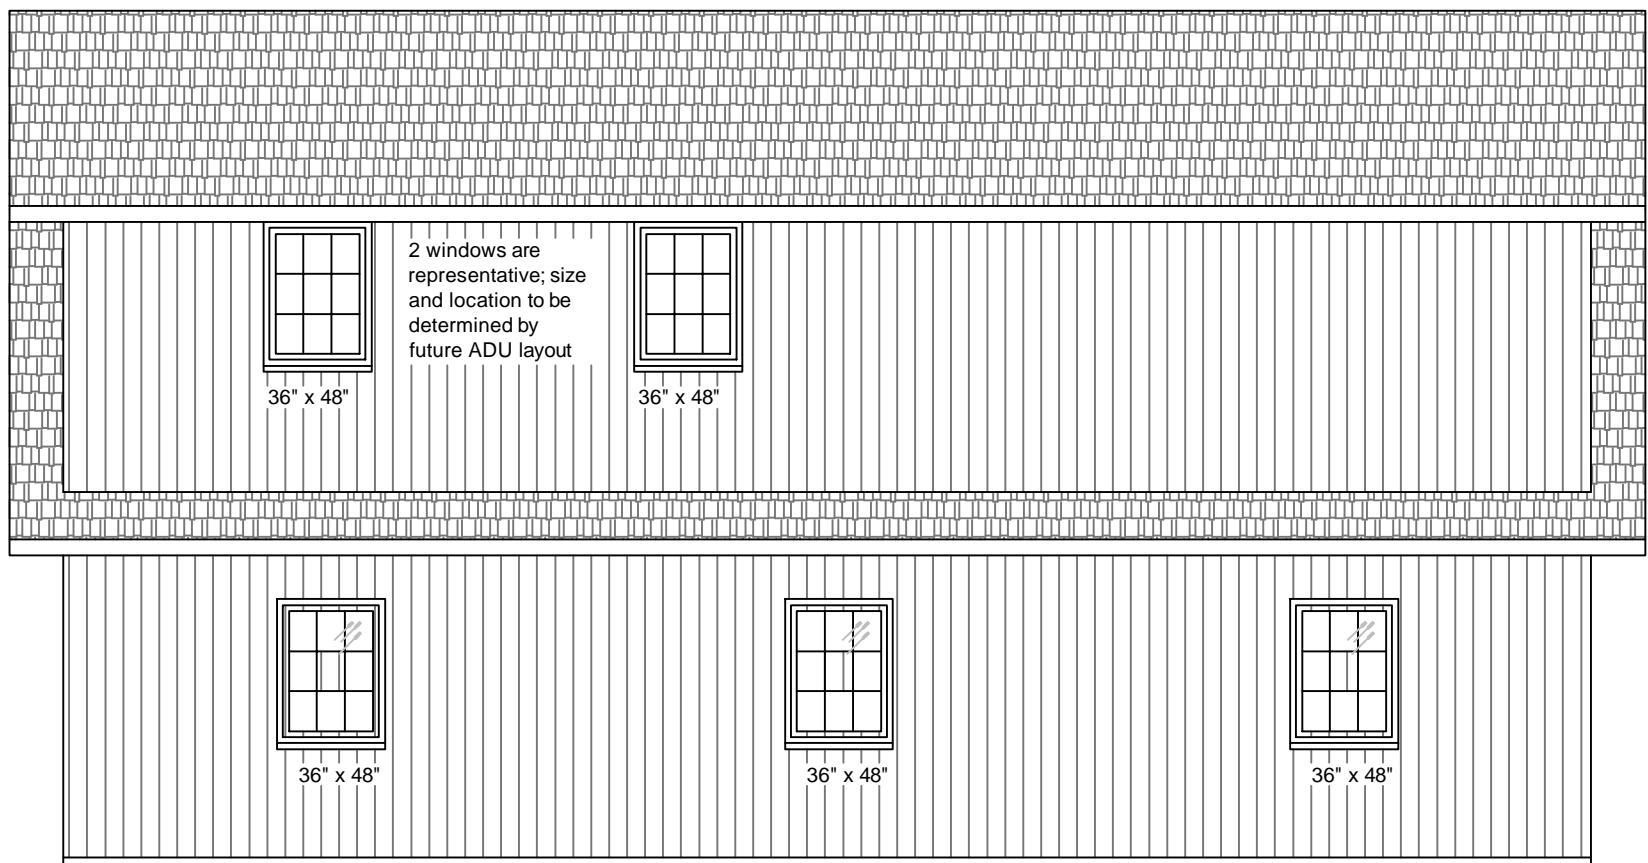 2 windows are
representative; size
and location to be
determined by
future ADU layout
36" x 48"
36" x 48"
36" x 48"
36" x 48"
36" x 48"